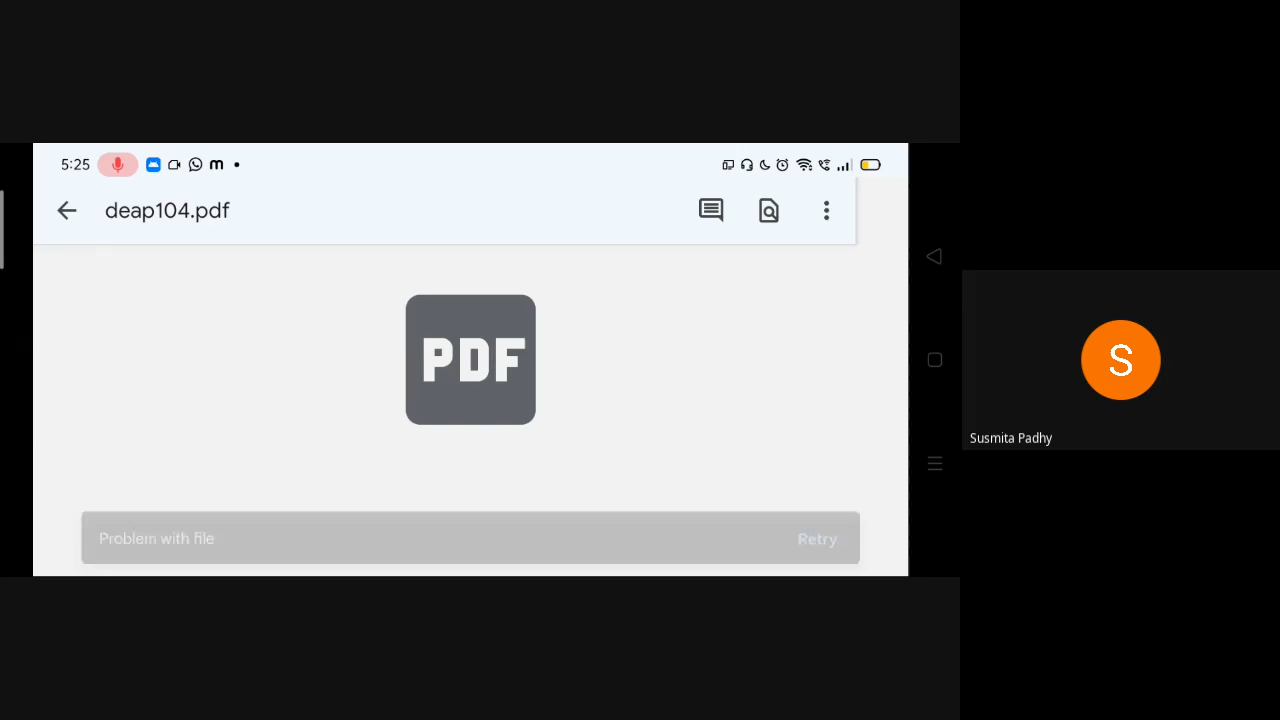 5:25
deap104.pdf
PDF
Problem with file
Retry
S
Susmita Padhy